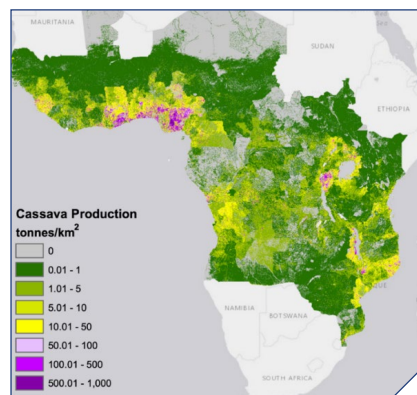 MAURITANIA
SUDAN
ETHIOPIA
Cassava Production
tonnes/km²
0
0.01 - 1
1.01 - 5
5.01 - 10
10.01 - 50
50.01 - 100
100.01 - 500
500.01 - 1,000
QUE
NAMIBIA
BOTSWANA
SOUTH AFRICA